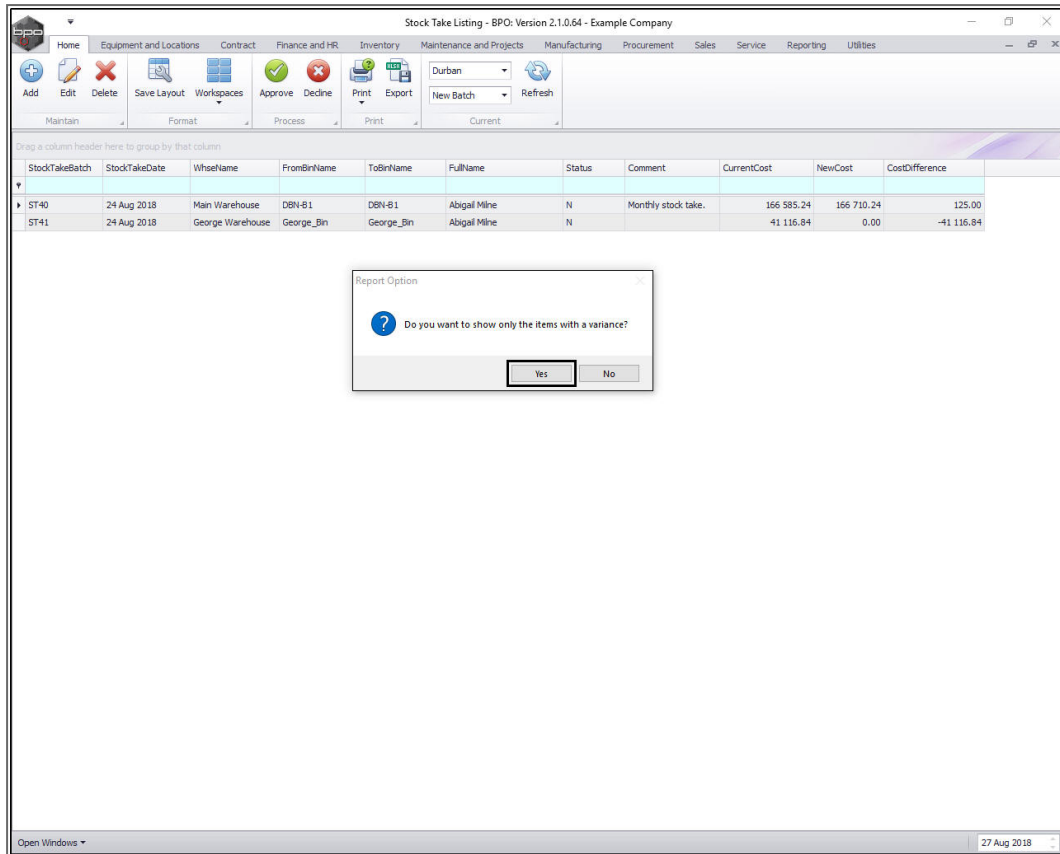 Stock Take Listing - BPO: Version 2.1.0.64 - Example Company
bpo
Home Equipment and Locations Contract Finance and HR Inventory Maintenance and Projects Manufacturing Procurement Sales Service Reporting Utilities
Durban
Add Edit Delete Save Layout Workspaces Approve Decline Print Export New Batch Refresh
Maintain Format Process Print Current
Drag a column header here to group by that column
StockTakeBatch StockTakeDate WhseName FromBinName ToBinName FullName Status Comment CurrentCost NewCost CostDifference
ST40 24 Aug 2018 Main Warehouse DBN-B1 DBN-B1 Abigail Milne N Monthly stock take. 166 585.24 166 710.24 125.00
ST41 24 Aug 2018 George Warehouse George_Bin George_Bin Abigail Milne N 41 116.84 0.00 -41 116.84
Report Option
Do you want to show only the items with a variance?
Yes No
Open Windows 27 Aug 2018